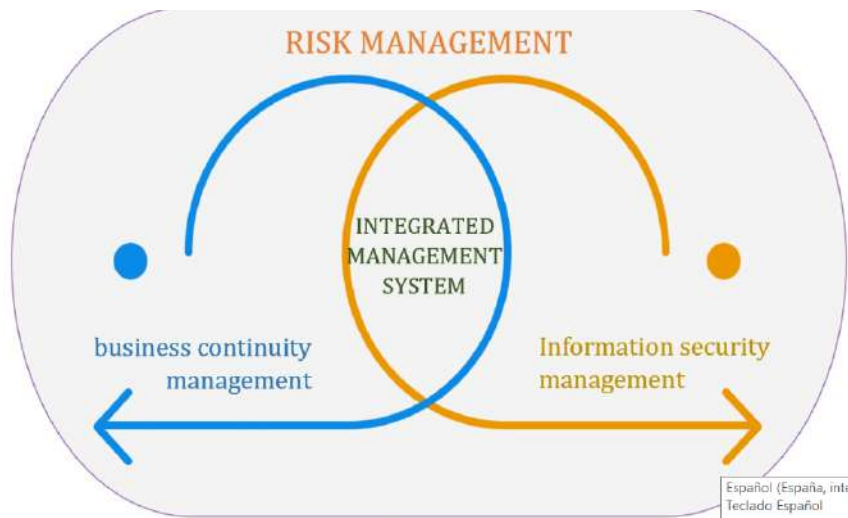 RISK MANAGEMENT
INTEGRATED
MANAGEMENT
SYSTEM
business continuity
management
Information security
management
Español (España, inte
Teclado Español